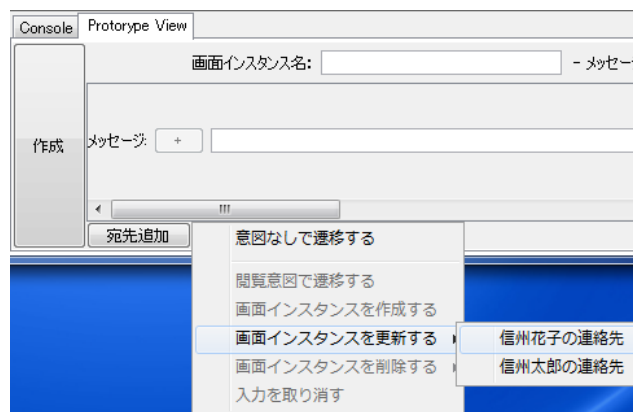 Console Protorype View
画面インスタンス名: - メッセー
作成
メッセージ: +
宛先追加
意図なしで遷移する
閲覧意図で遷移する
画面インスタンスを作成する
画面インスタンスを更新する
信州花子の連絡先
画面インスタンスを削除する
信州太郎の連絡先
入力を取り消す